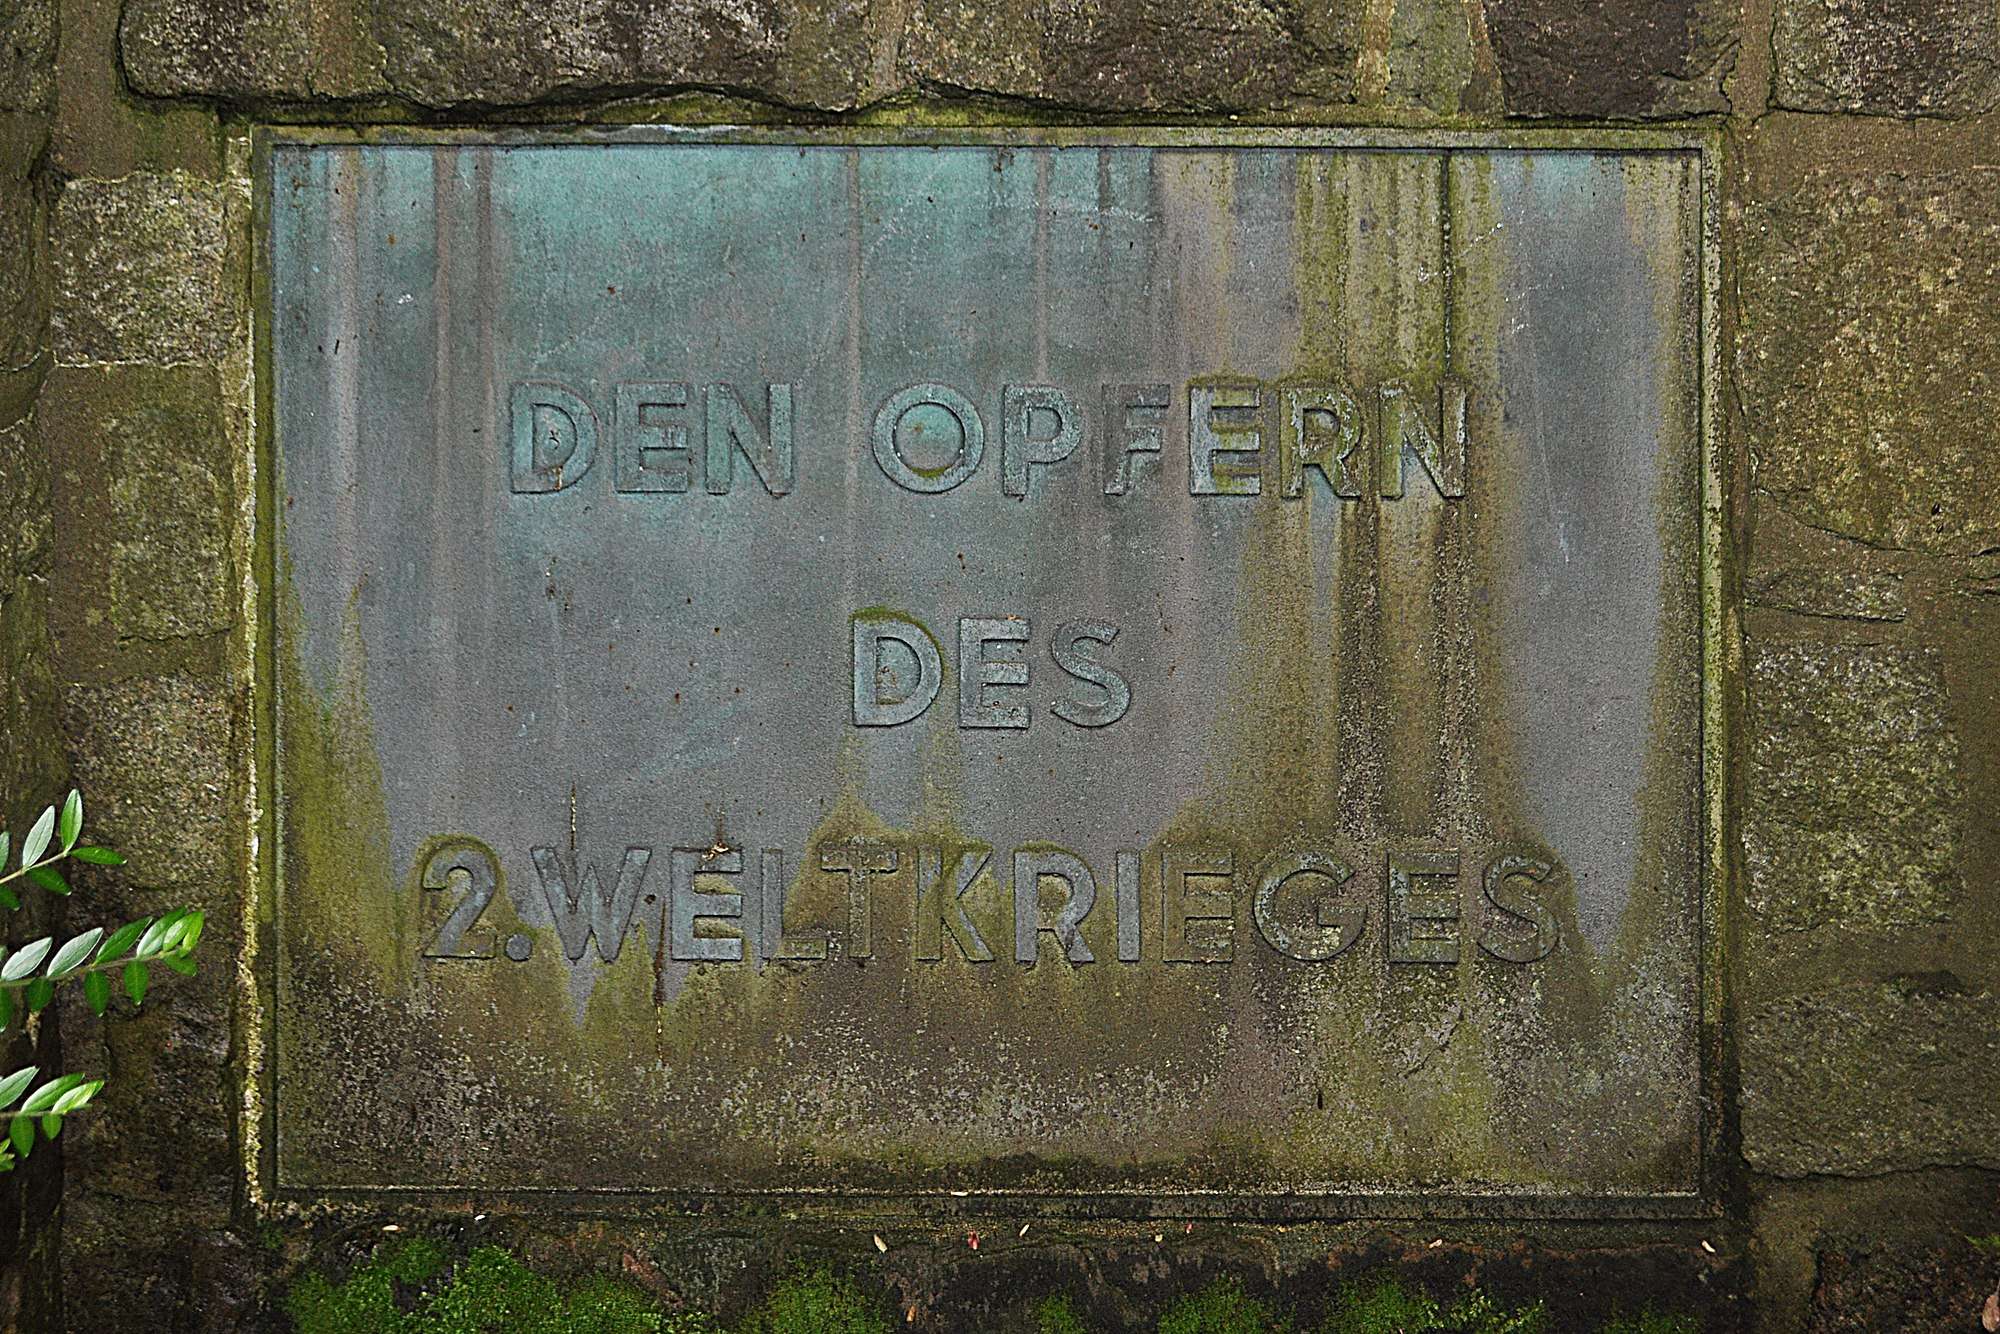 DEN OPFERN
DES
2.WELTKRIEGES